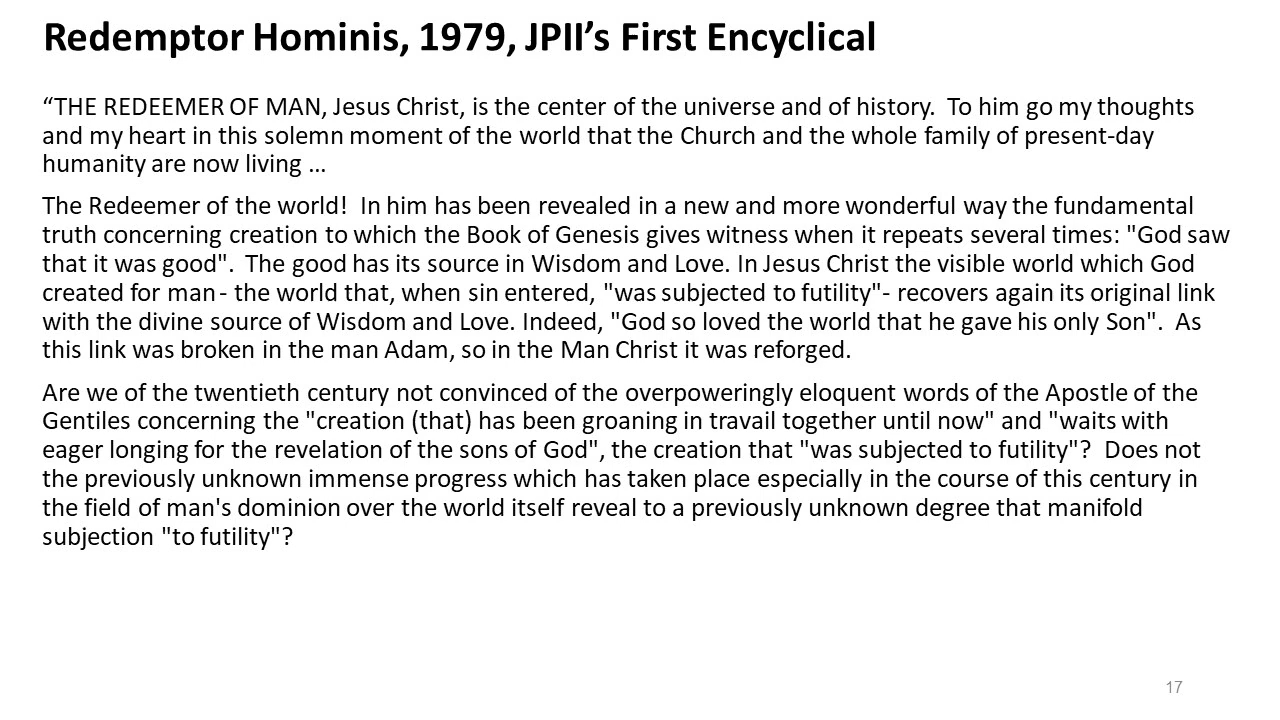 Redemptor Hominis, 1979, JPII’s First Encyclical
“THE REDEEMER OF MAN, Jesus Christ, is the center of the universe and of history.  To him go my thoughts
and my heart in this solemn moment of the world that the Church and the whole family of present-day
humanity are now living …
The Redeemer of the world!  In him has been revealed in a new and more wonderful way the fundamental
truth concerning creation to which the Book of Genesis gives witness when it repeats several times: "God saw
that it was good".  The good has its source in Wisdom and Love. In Jesus Christ the visible world which God
created for man - the world that, when sin entered, "was subjected to futility"- recovers again its original link
with the divine source of Wisdom and Love. Indeed, "God so loved the world that he gave his only Son".  As
this link was broken in the man Adam, so in the Man Christ it was reforged.
Are we of the twentieth century not convinced of the overpoweringly eloquent words of the Apostle of the
Gentiles concerning the "creation (that) has been groaning in travail together until now" and "waits with
eager longing for the revelation of the sons of God", the creation that "was subjected to futility"?  Does not
the previously unknown immense progress which has taken place especially in the course of this century in
the field of man's dominion over the world itself reveal to a previously unknown degree that manifold
subjection "to futility"?
17